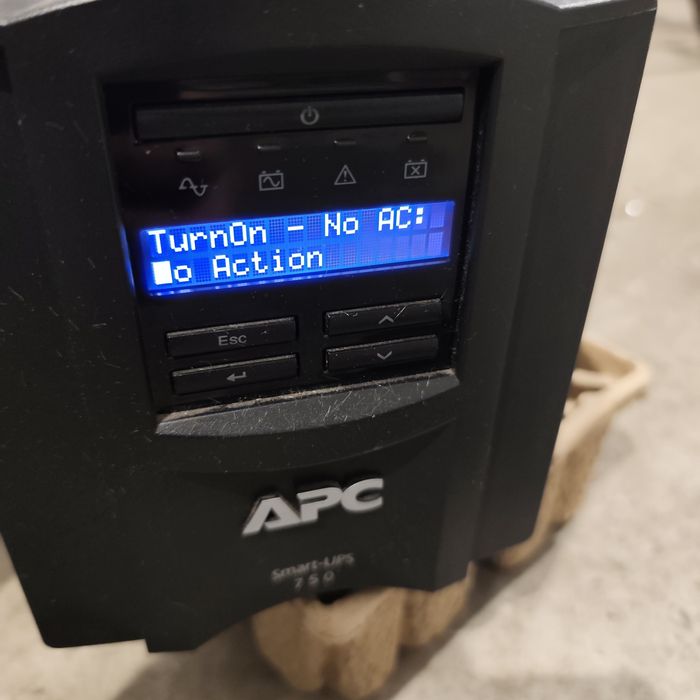 TurnOn - No AC:
o Action
Esc
APC
Smart-UPS
750